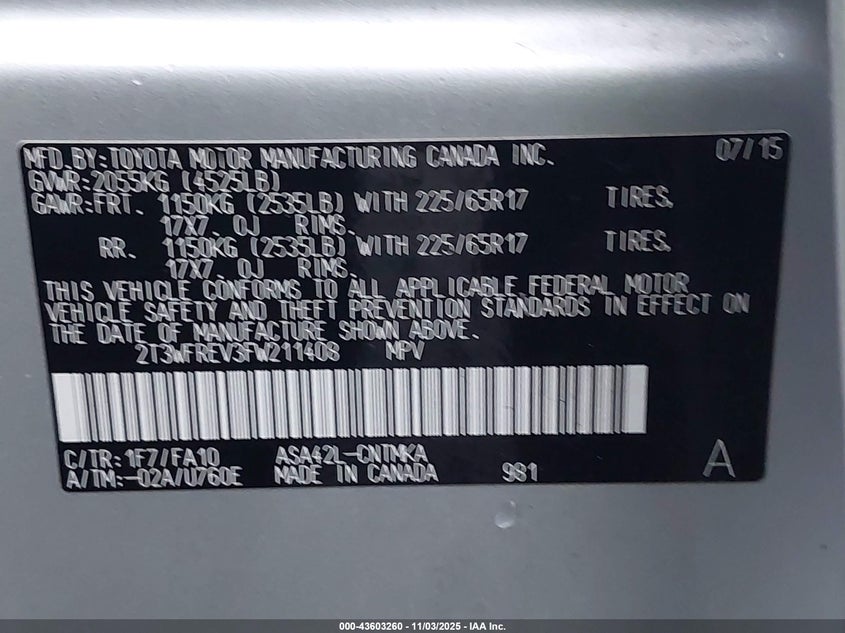 MFD.BY:TOYOTA MOTOR MANUFACTURING CANADA INC. 07/15
GVWR:2055KG (4525LB)
GAWR:FRT. 1150KG (2535LB) WITH 225/65R17 TIRES.
17X7. 0J RIMS.
RR. 1150KG (2535LB) WITH 225/65R17 TIRES.
17X7. 0J RIMS.
THIS VEHICLE CONFORMS TO ALL APPLICABLE FEDERAL MOTOR
VEHICLE SAFETY AND THEFT PREVENTION STANDARDS IN EFFECT ON
THE DATE OF MANUFACTURE SHOWN ABOVE.
2T3WFREV3FW211408 MPV
C/TR:1F7/FA10 ASA42L-CNTMKA
A/TM:-02A/U760E MADE IN CANADA 981 A
000-43603260 - 11/03/2025 - IAA Inc.